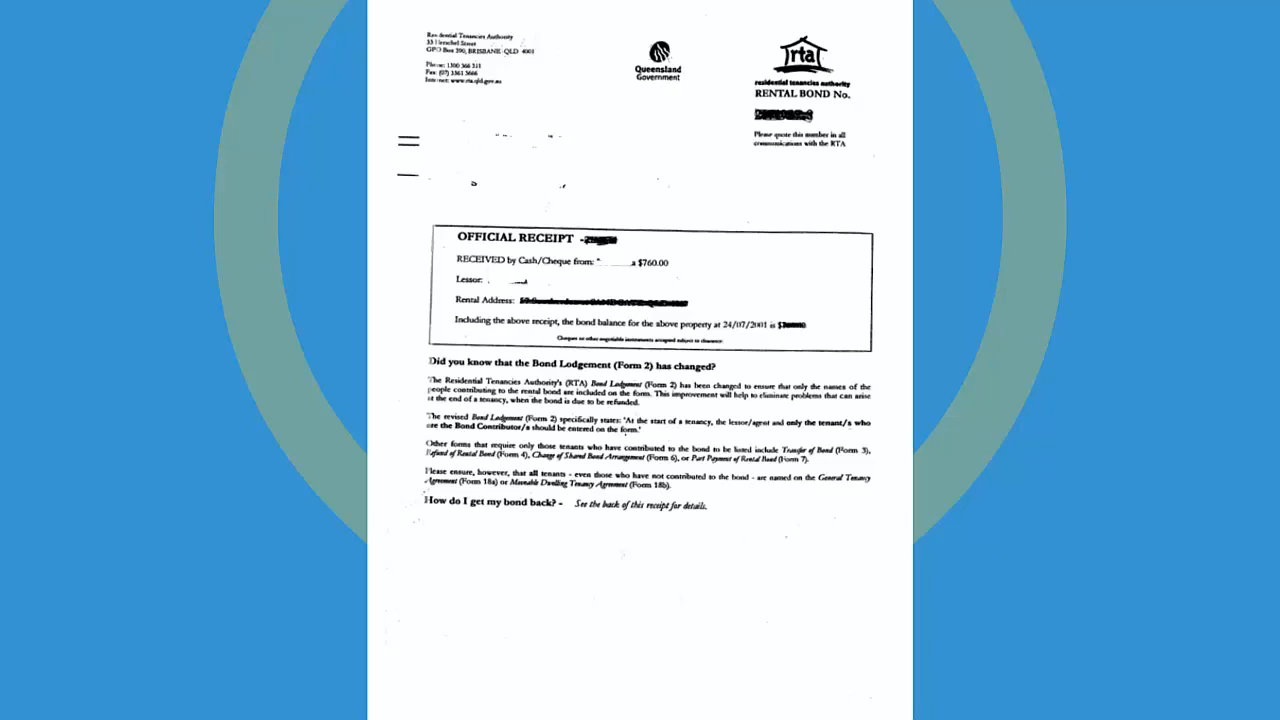 Residential Tenancies Authority
33 Herschel Street
GPO Box 390, BRISBANE QLD 4001
Phone: 1300 366 311
Fax: (07) 3361 3666
Internet: www.rta.qld.gov.au
Queensland
Government
rta
residential tenancies authority
RENTAL BOND No.
Please quote this number in all
communications with the RTA
OFFICIAL RECEIPT -
RECEIVED by Cash/Cheque from: a $760.00
Lessor:
Rental Address:
Including the above receipt, the bond balance for the above property at 24/07/2001 is
Cheques or other negotiable instruments accepted subject to clearance.
Did you know that the Bond Lodgement (Form 2) has changed?
The Residential Tenancies Authority's (RTA) Bond Lodgement (Form 2) has been changed to ensure that only the names of the
people contributing to the rental bond are included on the form. This improvement will help to eliminate problems that can arise
at the end of a tenancy, when the bond is due to be refunded.
The revised Bond Lodgement (Form 2) specifically states: "At the start of a tenancy, the lessor/agent and only the tenant/s who
are the Bond Contributor/s should be entered on the form."
Other forms that require only those tenants who have contributed to the bond to be listed include Transfer of Bond (Form 3),
Refund of Rental Bond (Form 4), Change of Shared Bond Arrangement (Form 6), or Part Payment of Rental Bond (Form 7).
Please ensure, however, that all tenants - even those who have not contributed to the bond - are named on the General Tenancy
Agreement (Form 18a) or Moveable Dwelling Tenancy Agreement (Form 18b).
How do I get my bond back? - See the back of this receipt for details.